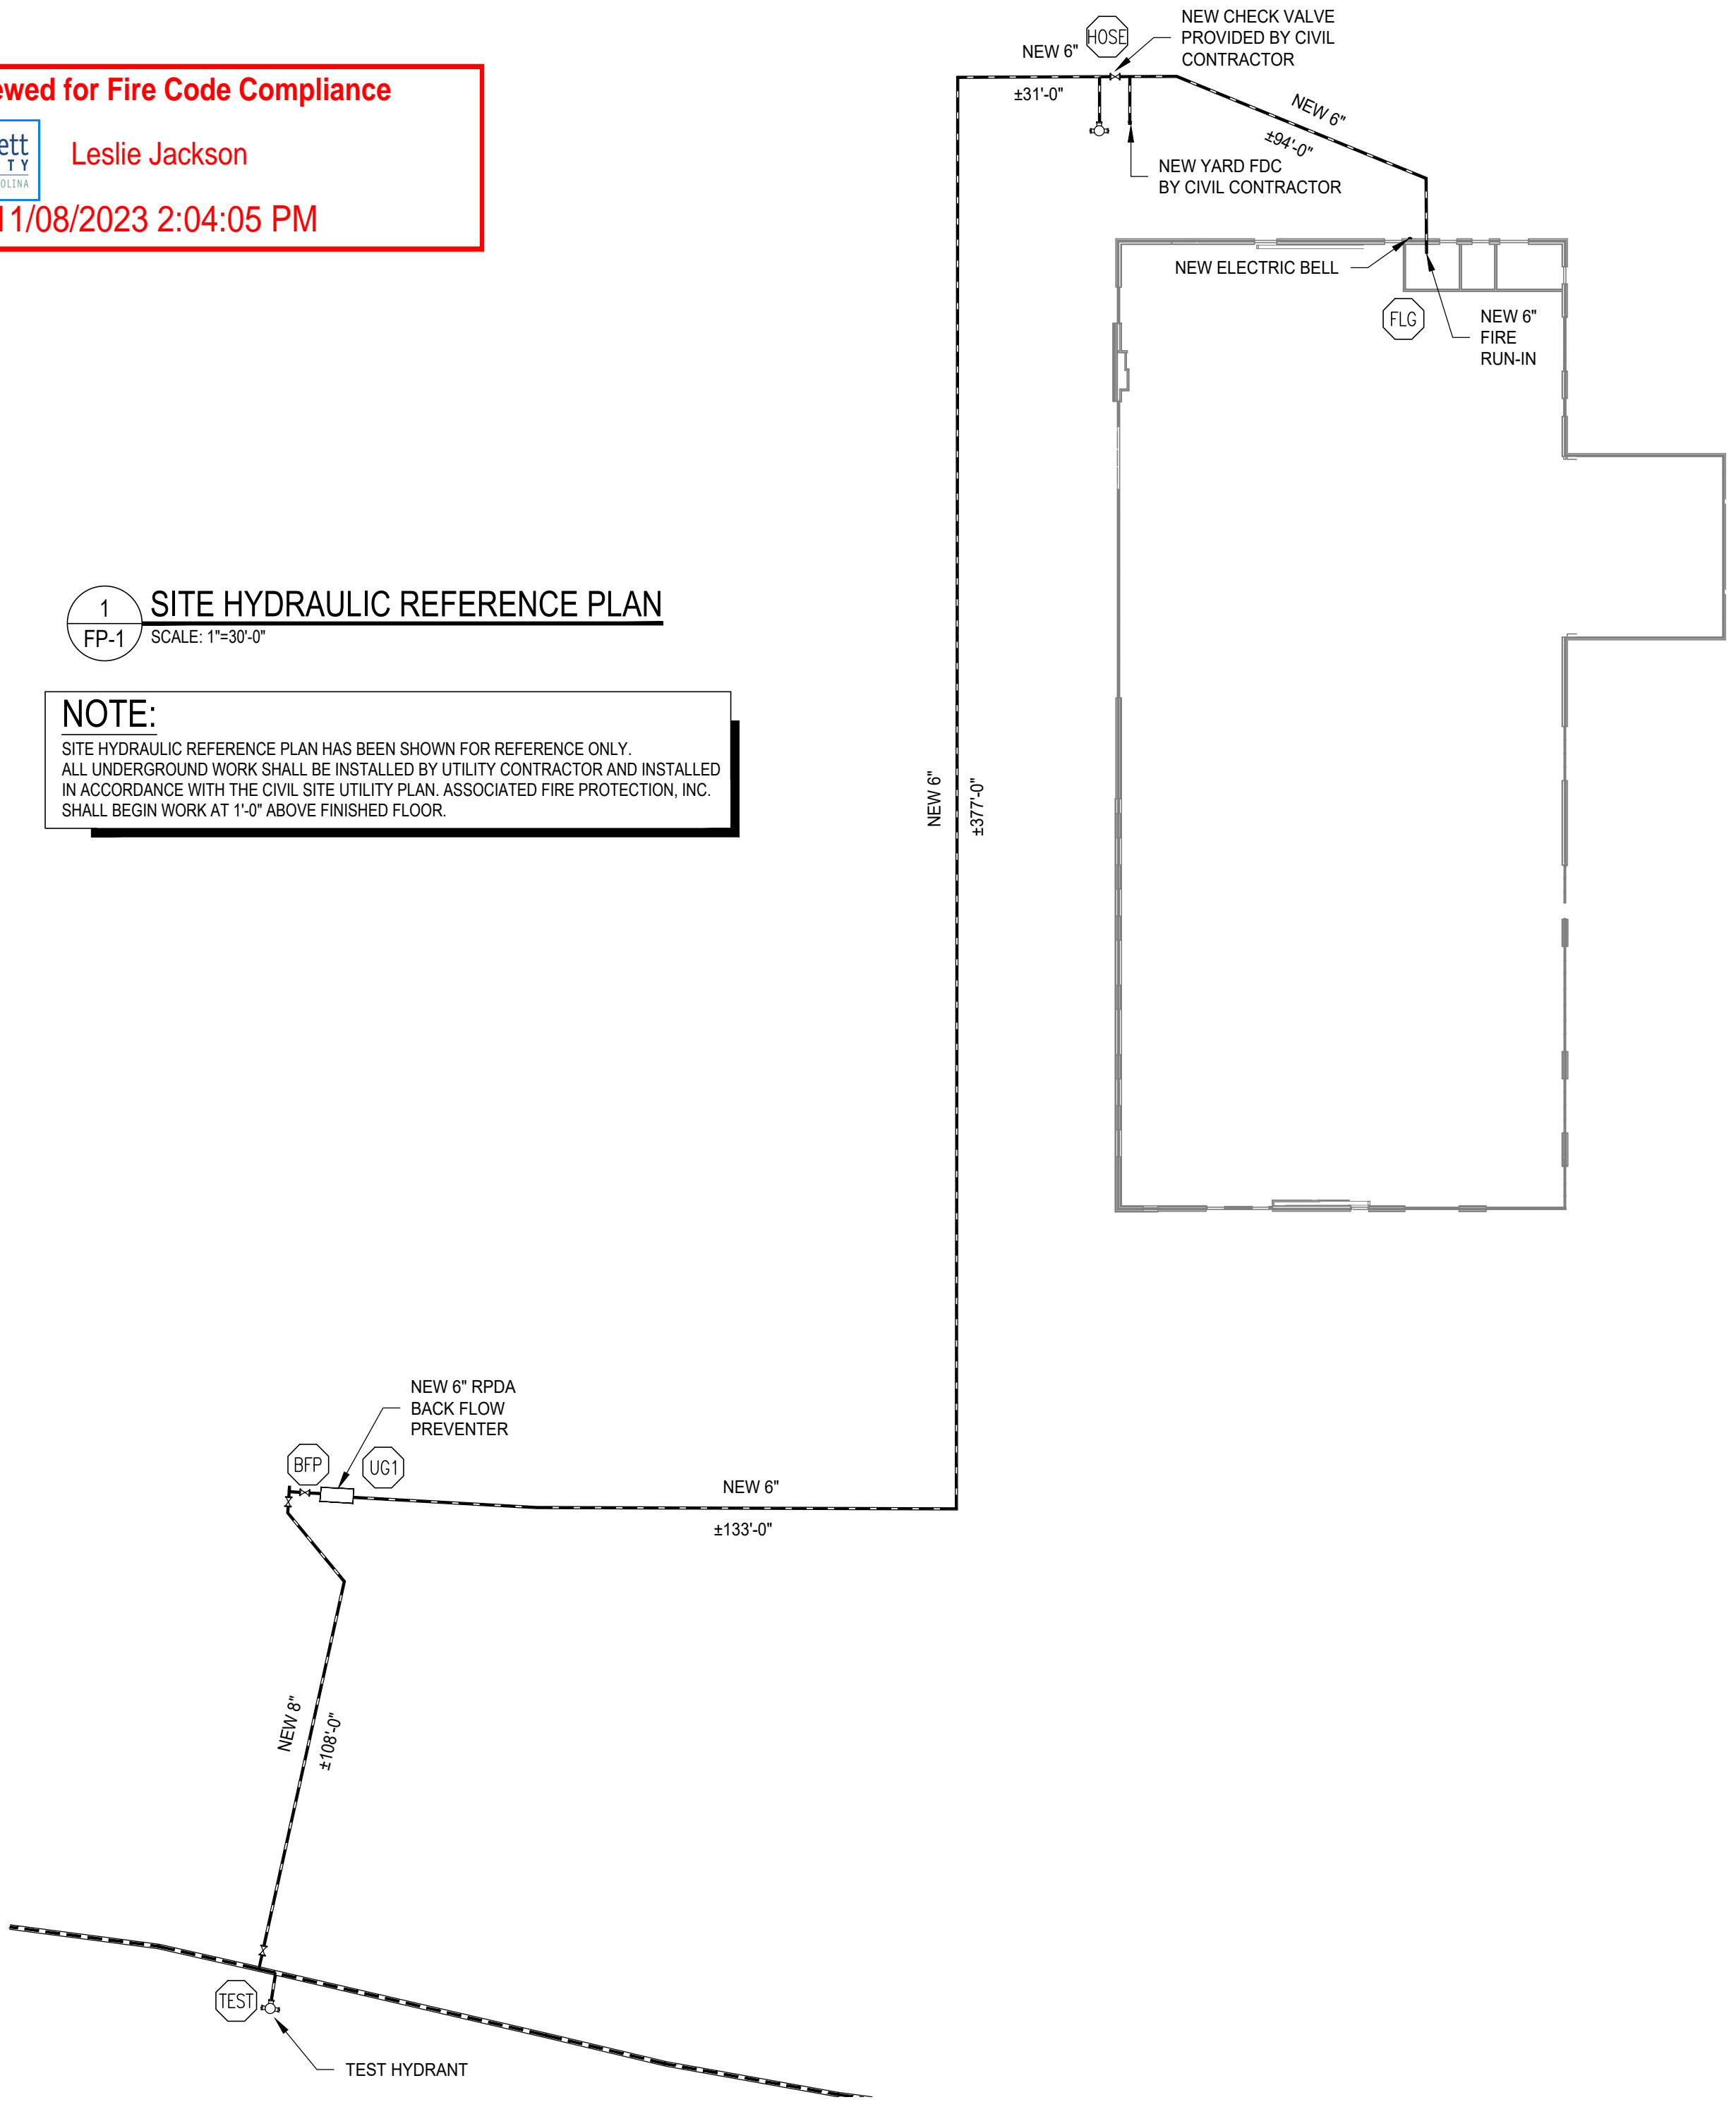 NEW CHECK VALVE
PROVIDED BY CIVIL
CONTRACTOR
HOSE
NEW 6"
±31'-0"
NEW 6"
±94'-0"
NEW YARD FDC
BY CIVIL CONTRACTOR
ewed for Fire Code Compliance
ett
TY
OLINA
Leslie Jackson
11/08/2023 2:04:05 PM
NEW ELECTRIC BELL
FLG
NEW 6"
FIRE
RUN-IN
1
FP-1
SITE HYDRAULIC REFERENCE PLAN
SCALE: 1"=30'-0"
NOTE:
SITE HYDRAULIC REFERENCE PLAN HAS BEEN SHOWN FOR REFERENCE ONLY.
ALL UNDERGROUND WORK SHALL BE INSTALLED BY UTILITY CONTRACTOR AND INSTALLED
IN ACCORDANCE WITH THE CIVIL SITE UTILITY PLAN. ASSOCIATED FIRE PROTECTION, INC.
SHALL BEGIN WORK AT 1'-0" ABOVE FINISHED FLOOR.
NEW 6"
±377'-0"
NEW 6" RPDA
BACK FLOW
PREVENTER
BFP
UG1
NEW 6"
±133'-0"
NEW 8"
±108'-0"
TEST
TEST HYDRANT